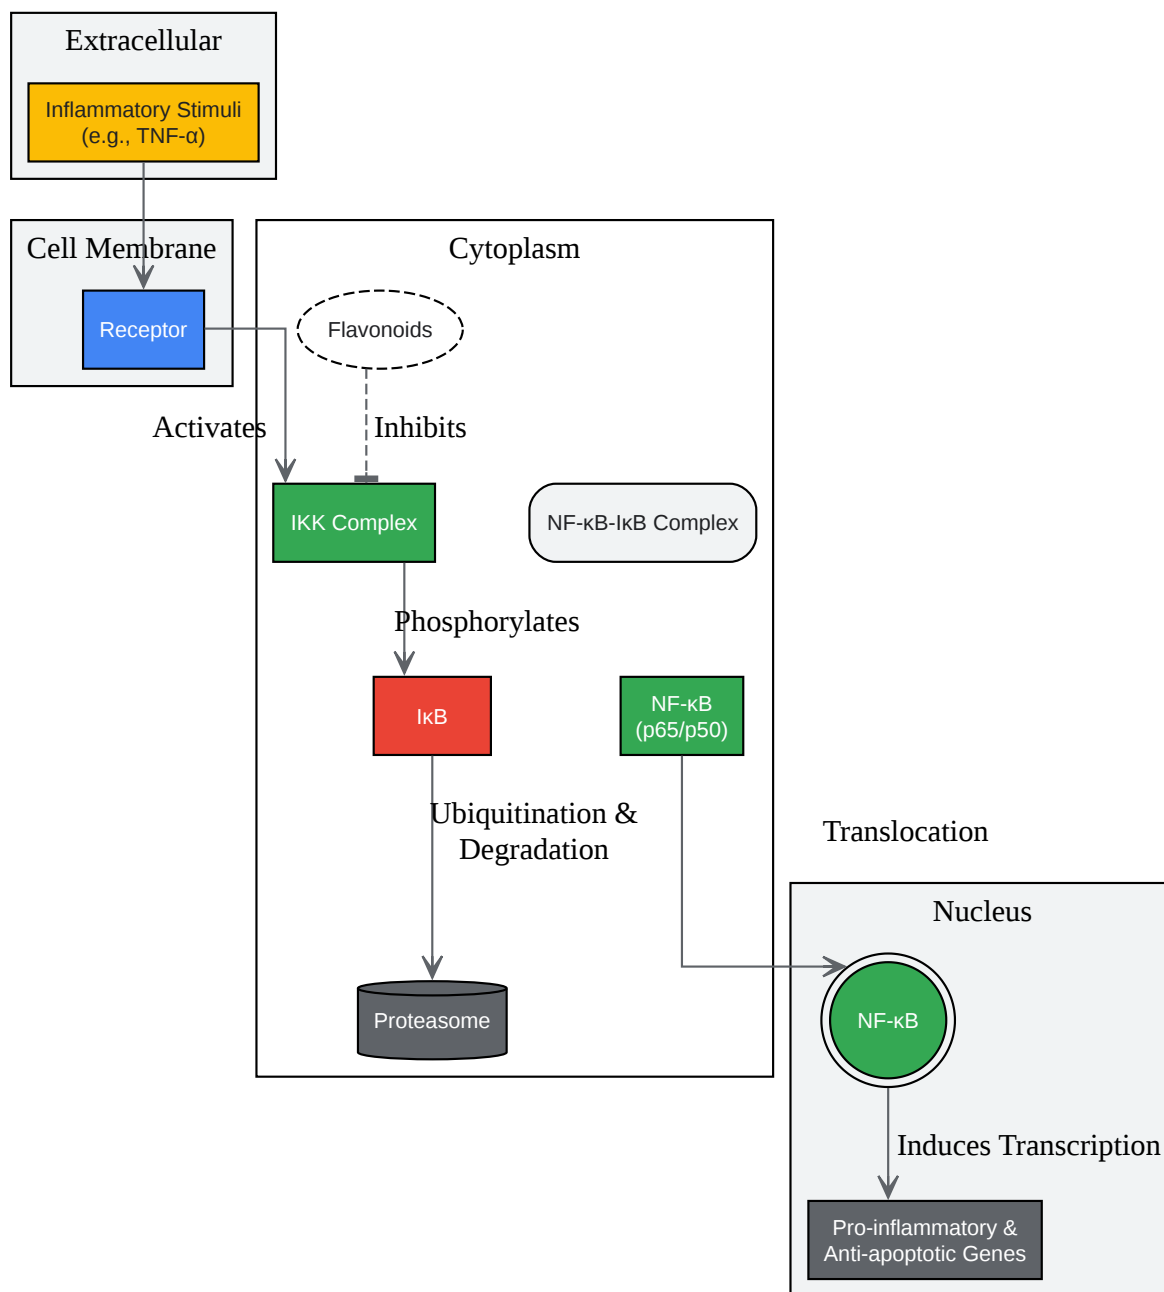 Extracellular
Inflammatory Stimuli
(e.g., TNF-α)
Cell Membrane
Receptor
Cytoplasm
Flavonoids
Activates
Inhibits
IKK Complex
NF-κB-IκB Complex
Phosphorylates
IκB
NF-κB
(p65/p50)
Ubiquitination &
Degradation
Translocation
Proteasome
Nucleus
NF-κB
Induces Transcription
Pro-inflammatory &
Anti-apoptotic Genes